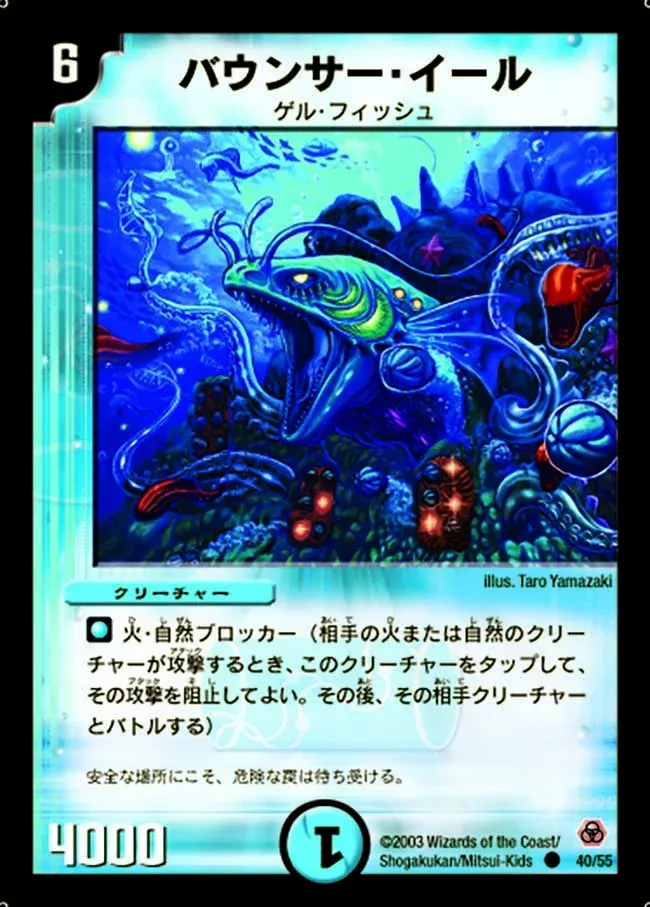 6
バウンサー・イール
ゲル・フィッシュ
illus. Taro Yamazaki
クリーチャー
火・自然ブロッカー（相手の火または自然のクリー
チャーが攻撃するとき、このクリーチャーをタップして、
その攻撃を阻止してよい。その後、その相手クリーチャー
とバトルする）
安全な場所にこそ、危険な罠は待ち受ける。
4000
1
©2003 Wizards of the Coast/
Shogakukan/Mitsui-Kids
40/55